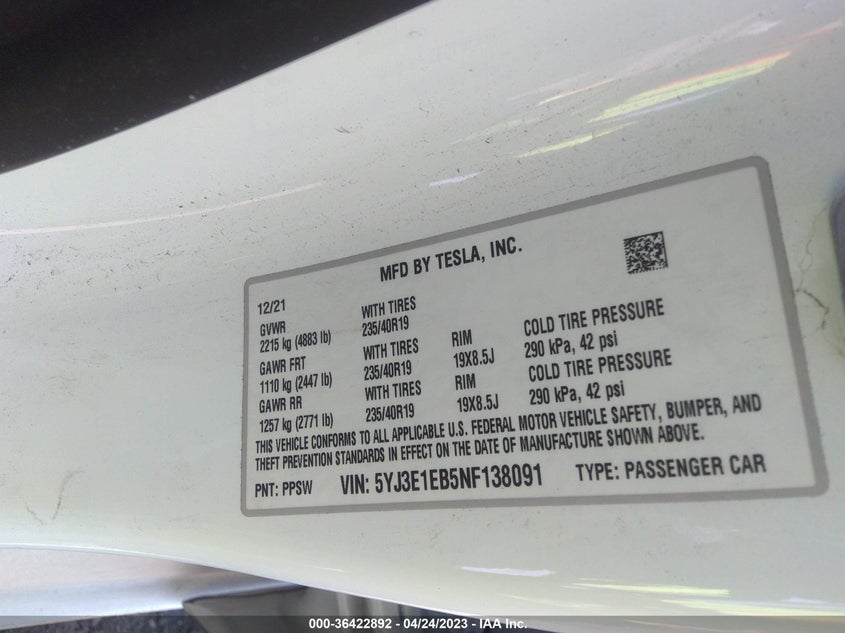 MFD BY TESLA, INC.
12/21
GVWR WITH TIRES
2215 kg (4883 lb) 235/40R19
GAWR FRT WITH TIRES RIM COLD TIRE PRESSURE
1110 kg (2447 lb) 235/40R19 19X8.5J 290 kPa, 42 psi
GAWR RR WITH TIRES RIM COLD TIRE PRESSURE
1257 kg (2771 lb) 235/40R19 19X8.5J 290 kPa, 42 psi
THIS VEHICLE CONFORMS TO ALL APPLICABLE U.S. FEDERAL MOTOR VEHICLE SAFETY, BUMPER, AND
THEFT PREVENTION STANDARDS IN EFFECT ON THE DATE OF MANUFACTURE SHOWN ABOVE.
PNT: PPSW VIN: 5YJ3E1EB5NF138091 TYPE: PASSENGER CAR
000-36422892 - 04/24/2023 - IAA Inc.